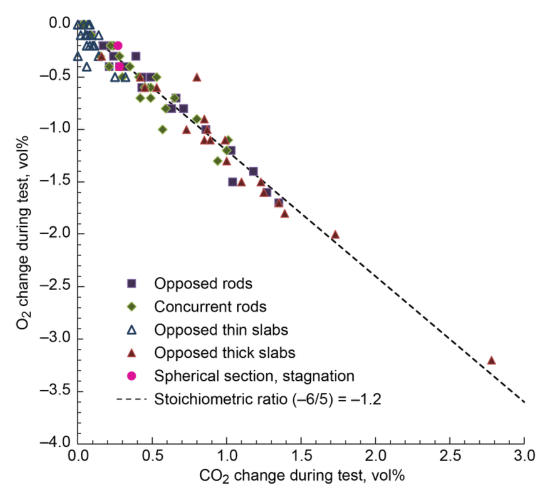 0.0
−0.5
−1.0
−1.5
−2.0
−2.5
−3.0
−3.5
−4.0
O2 change during test, vol%
Opposed rods
Concurrent rods
Opposed thin slabs
Opposed thick slabs
Spherical section, stagnation
Stoichiometric ratio (–6/5) = –1.2
0.0 0.5 1.0 1.5 2.0 2.5 3.0
CO2 change during test, vol%